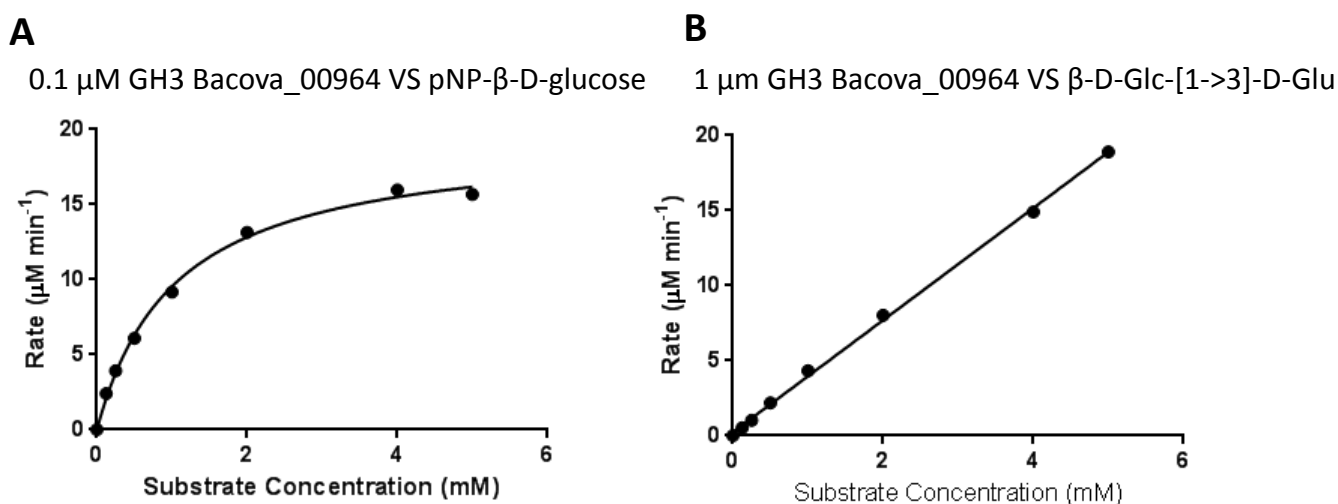 A
0.1 μM GH3 Bacova_00964 VS pNP-β-D-glucose
20
15
10
5
0
Rate (μM min⁻¹)
0 2 4 6
Substrate Concentration (mM)
B
1 μm GH3 Bacova_00964 VS β-D-Glc-[1->3]-D-Glu
20
15
10
5
0
Rate (μM min⁻¹)
0 2 4 6
Substrate Concentration (mM)